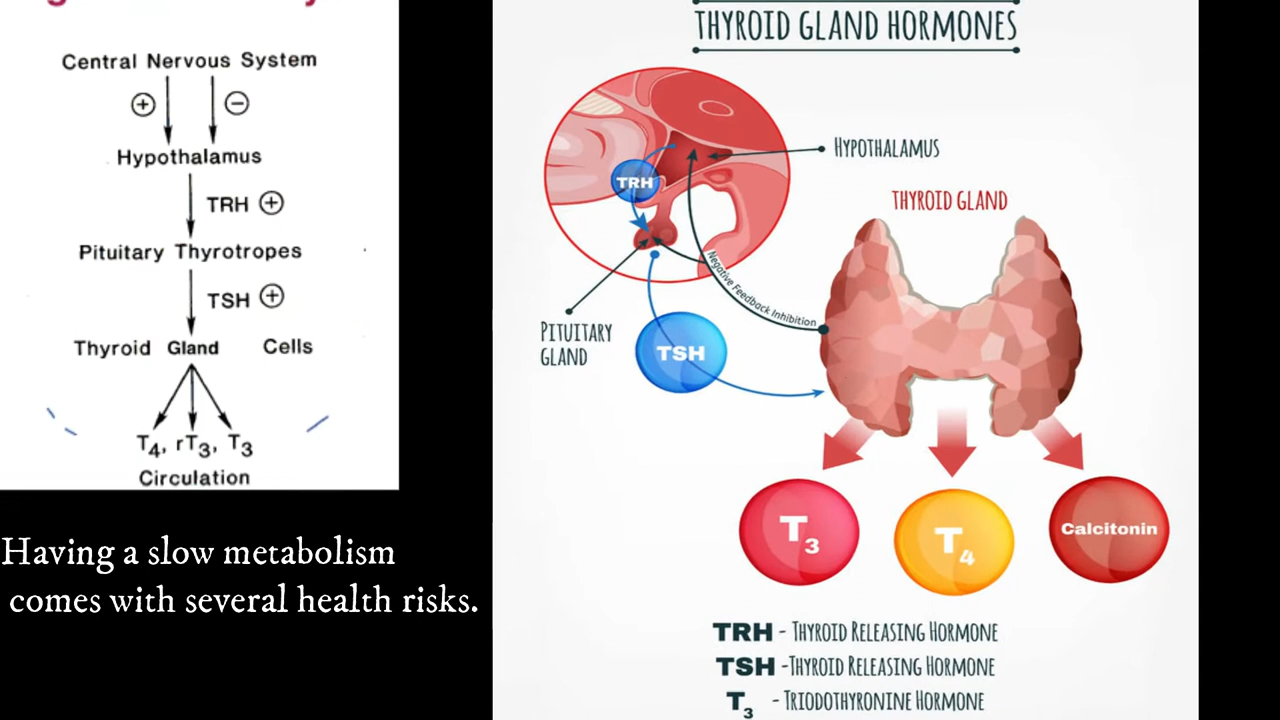 Central Nervous System
+ −
Hypothalamus
TRH +
Pituitary Thyrotropes
TSH +
Thyroid Gland Cells
T4, rT3, T3
Circulation
Having a slow metabolism
comes with several health risks.
THYROID GLAND HORMONES
HYPOTHALAMUS
TRH
THYROID GLAND
Negative Feedback Inhibition
PITUITARY
GLAND
TSH
T3
T4
Calcitonin
TRH - THYROID RELEASING HORMONE
TSH -THYROID RELEASING HORMONE
T3 - TRIODOTHYRONINE HORMONE